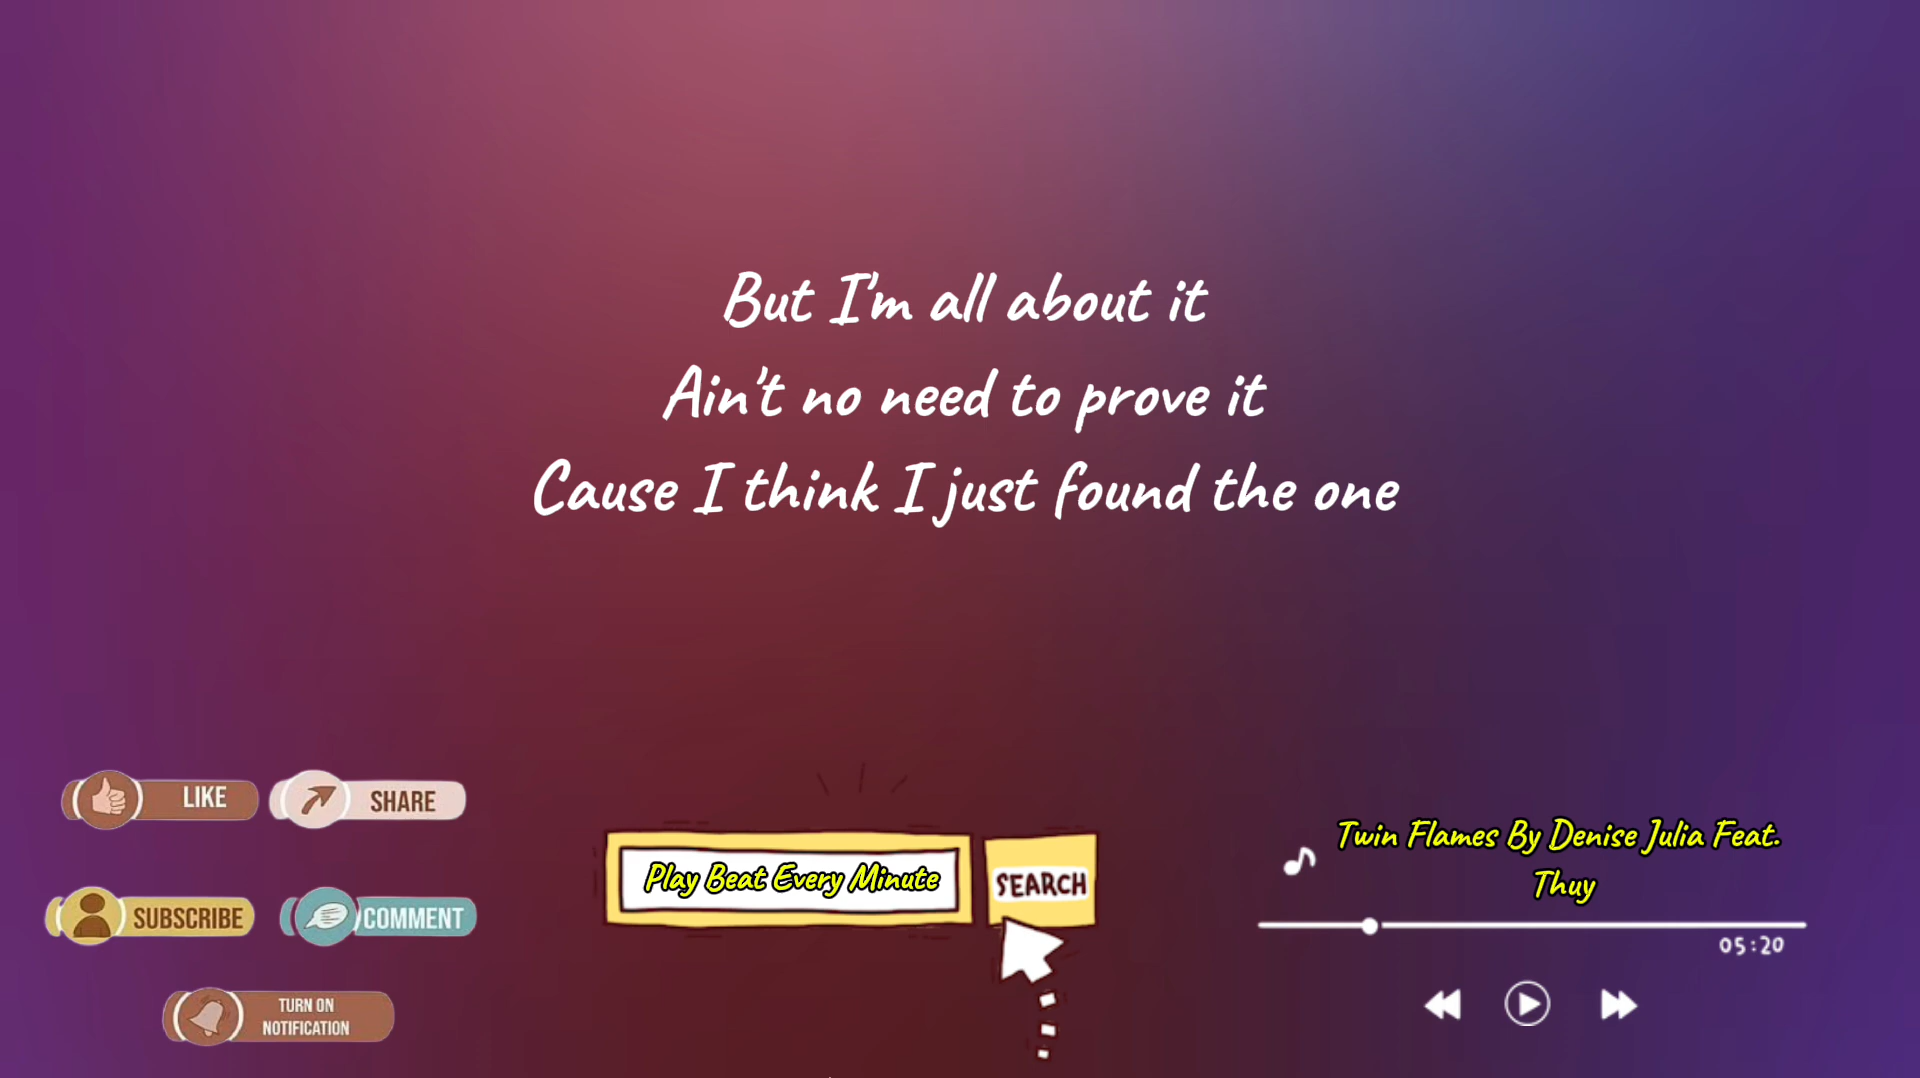 But I'm all about it
Ain't no need to prove it
Cause I think I just found the one
LIKE
SHARE
SUBSCRIBE
COMMENT
TURN ON
NOTIFICATION
Play Beat Every Minute
SEARCH
Twin Flames By Denise Julia Feat.
Thuy
05:20